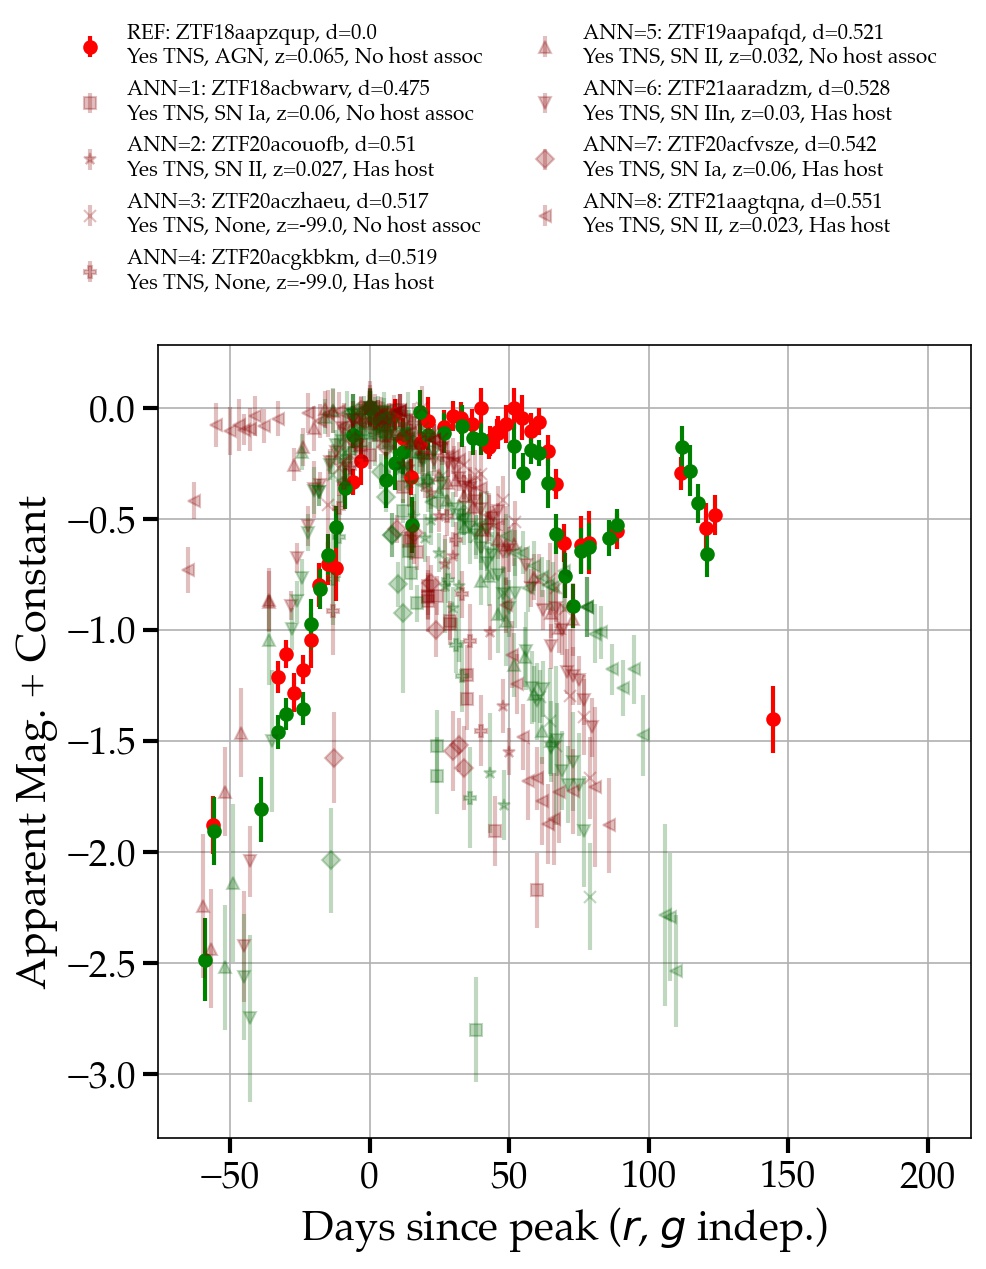 REF: ZTF18aapzqup, d=0.0
Yes TNS, AGN, z=0.065, No host assoc
ANN=1: ZTF18acbwarv, d=0.475
Yes TNS, SN Ia, z=0.06, No host assoc
ANN=2: ZTF20acouofb, d=0.51
Yes TNS, SN II, z=0.027, Has host
ANN=3: ZTF20aczhaeu, d=0.517
Yes TNS, None, z=-99.0, No host assoc
ANN=4: ZTF20acgkbkm, d=0.519
Yes TNS, None, z=-99.0, Has host
ANN=5: ZTF19aapafqd, d=0.521
Yes TNS, SN II, z=0.032, No host assoc
ANN=6: ZTF21aaradzm, d=0.528
Yes TNS, SN IIn, z=0.03, Has host
ANN=7: ZTF20acfvsze, d=0.542
Yes TNS, SN Ia, z=0.06, Has host
ANN=8: ZTF21aagtqna, d=0.551
Yes TNS, SN II, z=0.023, Has host
Apparent Mag. + Constant
0.0
−0.5
−1.0
−1.5
−2.0
−2.5
−3.0
−50
0
50
100
150
200
Days since peak (r, g indep.)